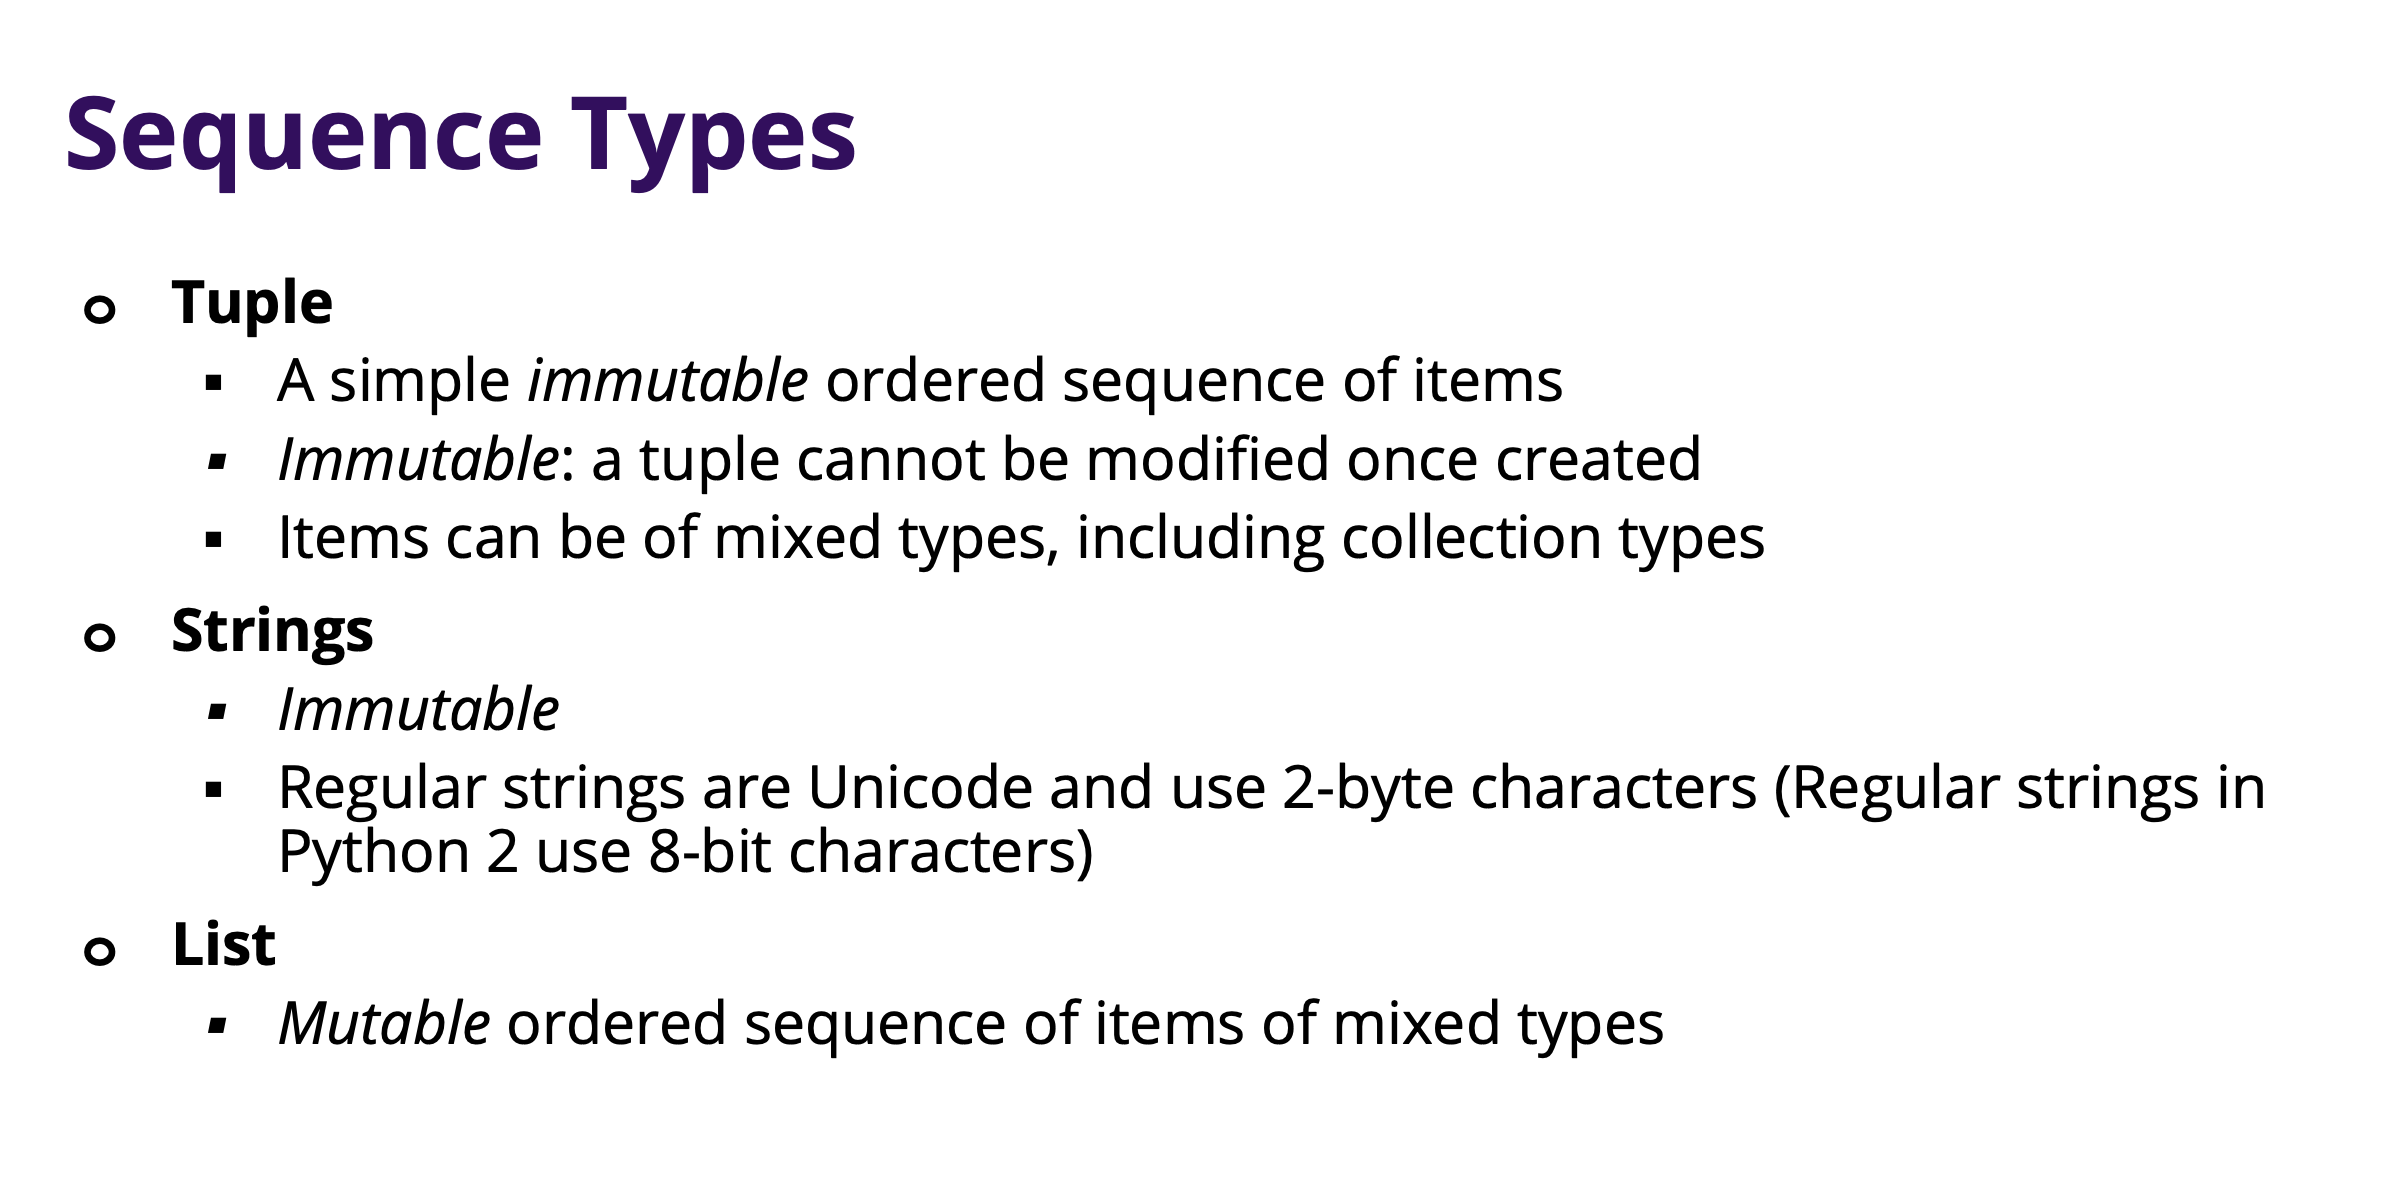 Sequence Types
o Tuple
▪ A simple immutable ordered sequence of items
▪ Immutable: a tuple cannot be modified once created
▪ Items can be of mixed types, including collection types
o Strings
▪ Immutable
▪ Regular strings are Unicode and use 2-byte characters (Regular strings in
Python 2 use 8-bit characters)
o List
▪ Mutable ordered sequence of items of mixed types